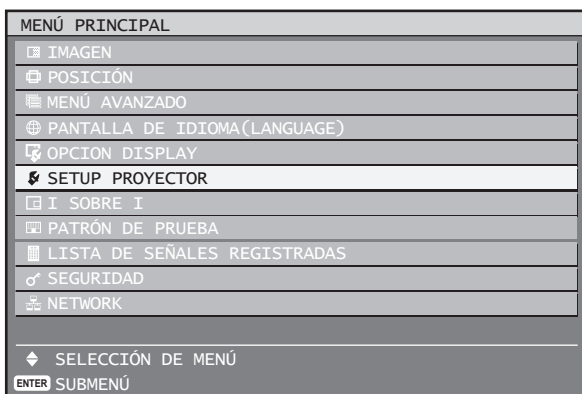 MENÚ PRINCIPAL
IMAGEN
POSICIÓN
MENÚ AVANZADO
PANTALLA DE IDIOMA(LANGUAGE)
OPCION DISPLAY
SETUP PROYECTOR
I SOBRE I
PATRÓN DE PRUEBA
LISTA DE SEÑALES REGISTRADAS
SEGURIDAD
NETWORK
SELECCIÓN DE MENÚ
ENTER SUBMENÚ